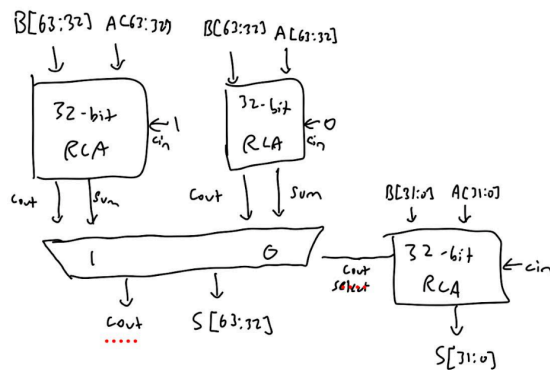 B[63:32] A[63:32]
B[63:32] A[63:32]
32-bit
RCA
1
cin
32-bit
RCA
0
cin
Cout Sum
Cout Sum
B[31:0] A[31:0]
1 0
32-bit
RCA
cin
Cout
Select
Cout
S[63:32]
S[31:0]